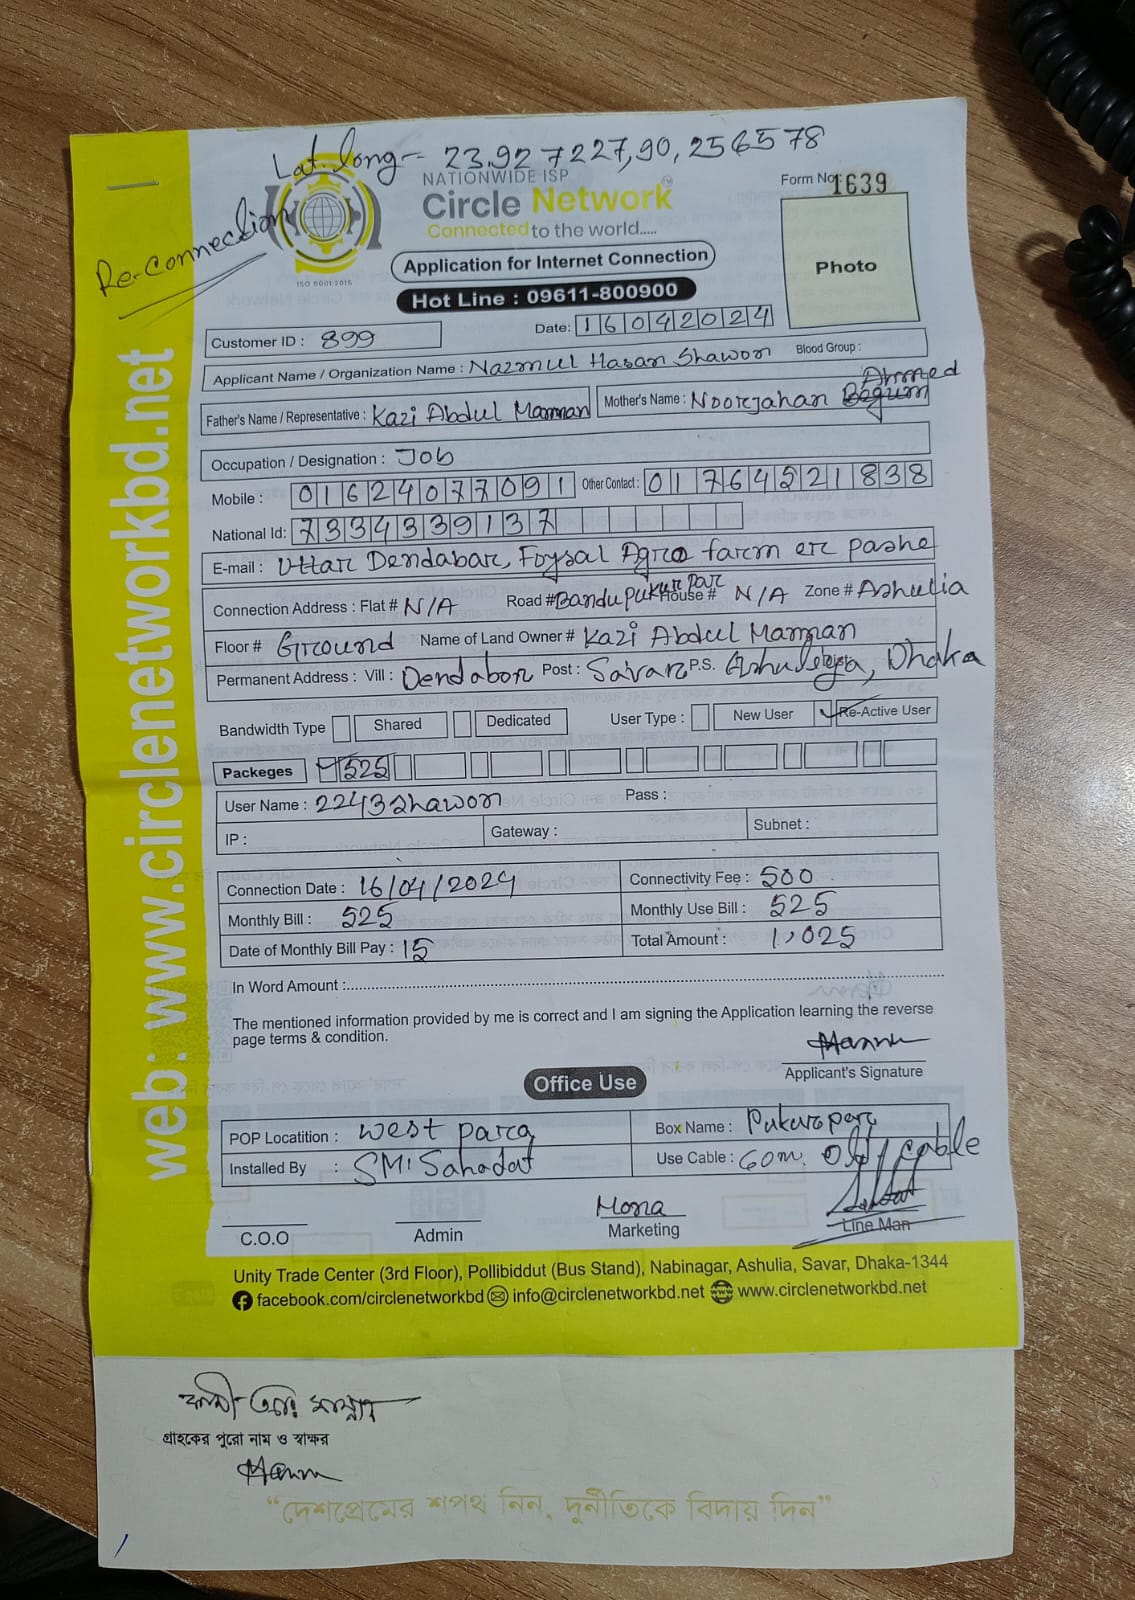 Lat. long - 23.927227,90,256578
Re-connection
NATIONWIDE ISP
Circle Network
Connected to the world.....
ISO 9001:2015
Form No: 1639
Photo
Application for Internet Connection
Hot Line : 09611-800900
Customer ID : 899
Date: 16042024
Applicant Name / Organization Name : Nazmul Hasan Shawon Blood Group :
Father's Name / Representative : Kazi Abdul Mannan Mother's Name : Noorjahan Begum Ahmed
Occupation / Designation : Job
Mobile : 01624077091 Other Contact : 01764521838
National Id: 7334339137
E-mail : Uttar Dendabar, Foysal Agro farm er pashe
Connection Address : Flat # N/A Road # Bandu Pukur Par House # N/A Zone # Ashulia
Floor # Ground Name of Land Owner # Kazi Abdul Mannan
Permanent Address : Vill : Dendabor Post : Savar P.S. Ashuleya, Dhaka
Bandwidth Type Shared Dedicated User Type : New User Re-Active User
Packeges 525
User Name : 2243shawon Pass :
IP : Gateway : Subnet :
Connection Date : 16/04/2024 Connectivity Fee : 500
Monthly Bill : 525 Monthly Use Bill : 525
Date of Monthly Bill Pay : 15 Total Amount : 1,025
In Word Amount :
The mentioned information provided by me is correct and I am signing the Application learning the reverse
page terms & condition.
Applicant's Signature
Office Use
POP Locatition : West para Box Name : Pukurpar
Installed By : SM: Sahadat Use Cable : 60m. Old cable
C.O.O Admin Mona Marketing Line Man
Unity Trade Center (3rd Floor), Pollibiddut (Bus Stand), Nabinagar, Ashulia, Savar, Dhaka-1344
facebook.com/circlenetworkbd info@circlenetworkbd.net www.circlenetworkbd.net
web: www.circlenetworkbd.net
কাজী আঃ মান্নান
গ্রাহকের পুরো নাম ও স্বাক্ষর
“দেশপ্রেমের শপথ নিন, দুর্নীতিকে বিদায় দিন”